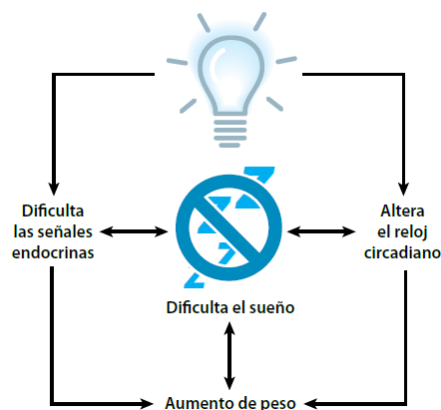 Dificulta
las señales
endocrinas
Altera
el reloj
circadiano
Dificulta el sueño
Aumento de peso